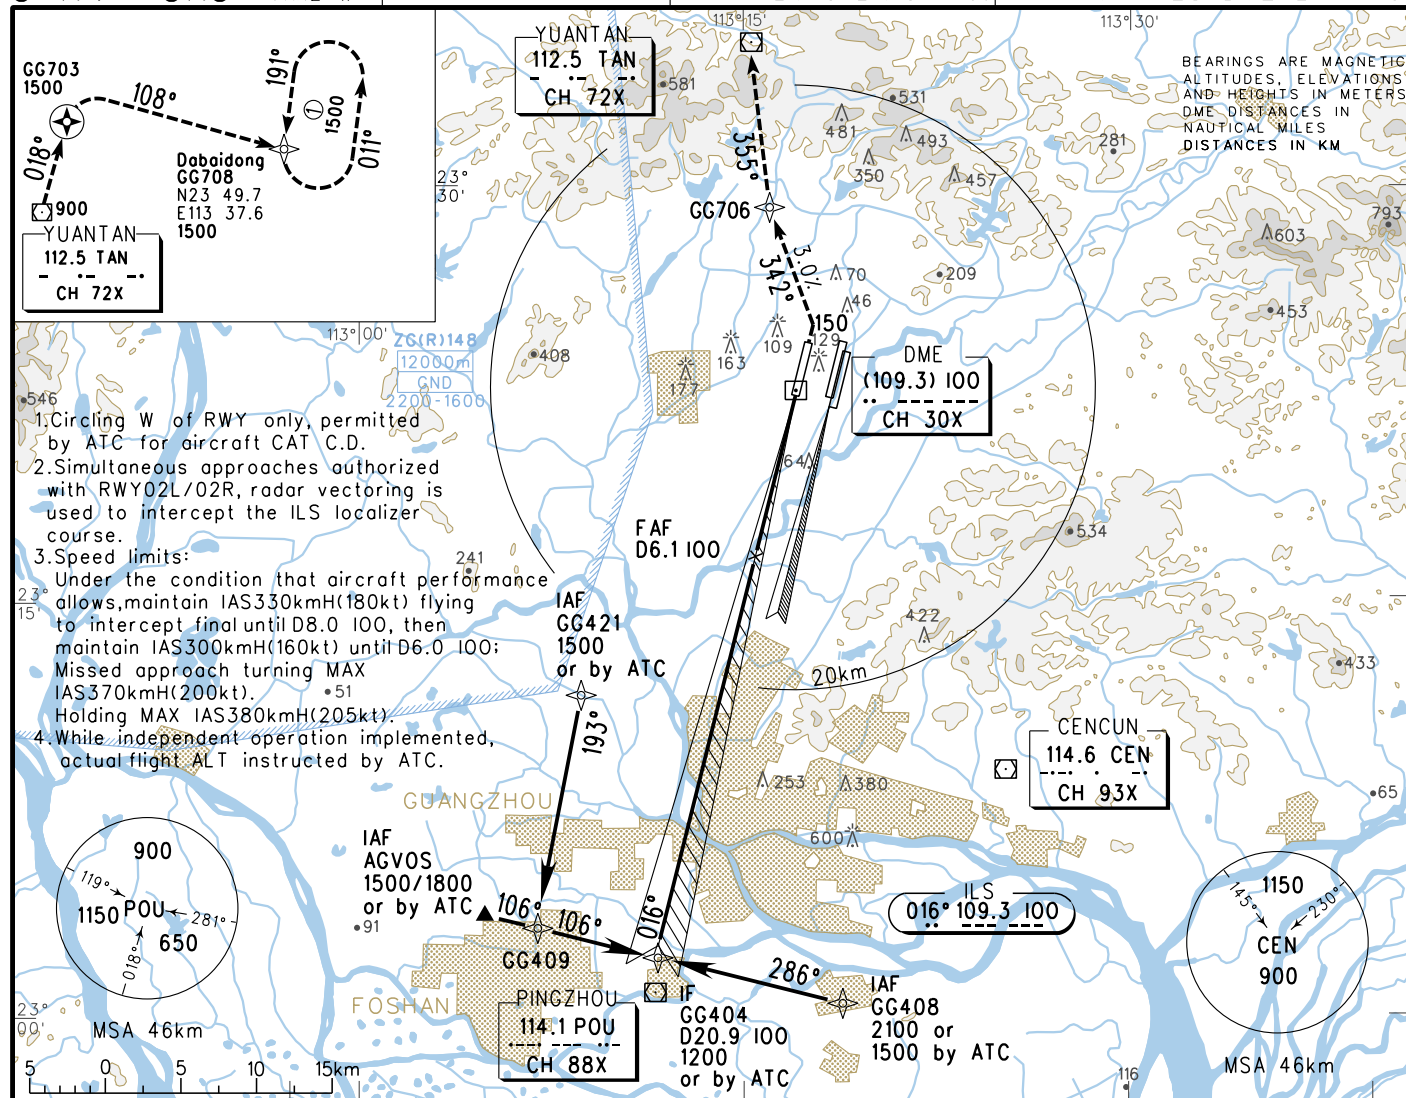 GG703
1500
108°
018°
191°
①
1500
011°
900
YUANTAN
112.5 TAN
CH 72X
Dabaidong
GG708
N23 49.7
E113 37.6
1500
YUANTAN
112.5 TAN
CH 72X
113°15'
113°30'
BEARINGS ARE MAGNETIC
ALTITUDES, ELEVATIONS
AND HEIGHTS IN METERS
DME DISTANCES IN
NAUTICAL MILES
DISTANCES IN KM
581
531
481
493
350
457
281
793
603
453
209
23°
30'
355°
GG706
3.0%
342°
70
46
150
129
109
163
177
408
546
113°00'
ZG(R)148
12000m
GND
2200-1600
DME
(109.3) IOO
CH 30X
1.Circling W of RWY only, permitted
by ATC for aircraft CAT C.D.
2.Simultaneous approaches authorized
with RWY02L/02R, radar vectoring is
used to intercept the ILS localizer
course.
3.Speed limits:
Under the condition that aircraft performance
allows,maintain IAS330kmH(180kt) flying
to intercept final until D8.0 IOO, then
maintain IAS300kmH(160kt) until D6.0 IOO;
Missed approach turning MAX
IAS370kmH(200kt).
Holding MAX IAS380kmH(205kt).
4.While independent operation implemented,
actual flight ALT instructed by ATC.
64
534
FAF
D6.1 IOO
241
23°
15'
422
433
51
IAF
GG421
1500
or by ATC
193°
20km
CENCUN
114.6 CEN
CH 93X
253
380
600
65
GUANGZHOU
IAF
AGVOS
1500/1800
or by ATC
106°
106°
016°
GG409
91
ILS
016° 109.3 IOO
286°
IAF
GG408
2100 or
1500 by ATC
IF
GG404
D20.9 IOO
1200
or by ATC
FOSHAN
PINGZHOU
114.1 POU
CH 88X
900
119°
1150
POU
281°
650
018°
MSA 46km
1150
145°
230°
CEN
900
MSA 46km
23°
00'
5 0 5 10 15km
116